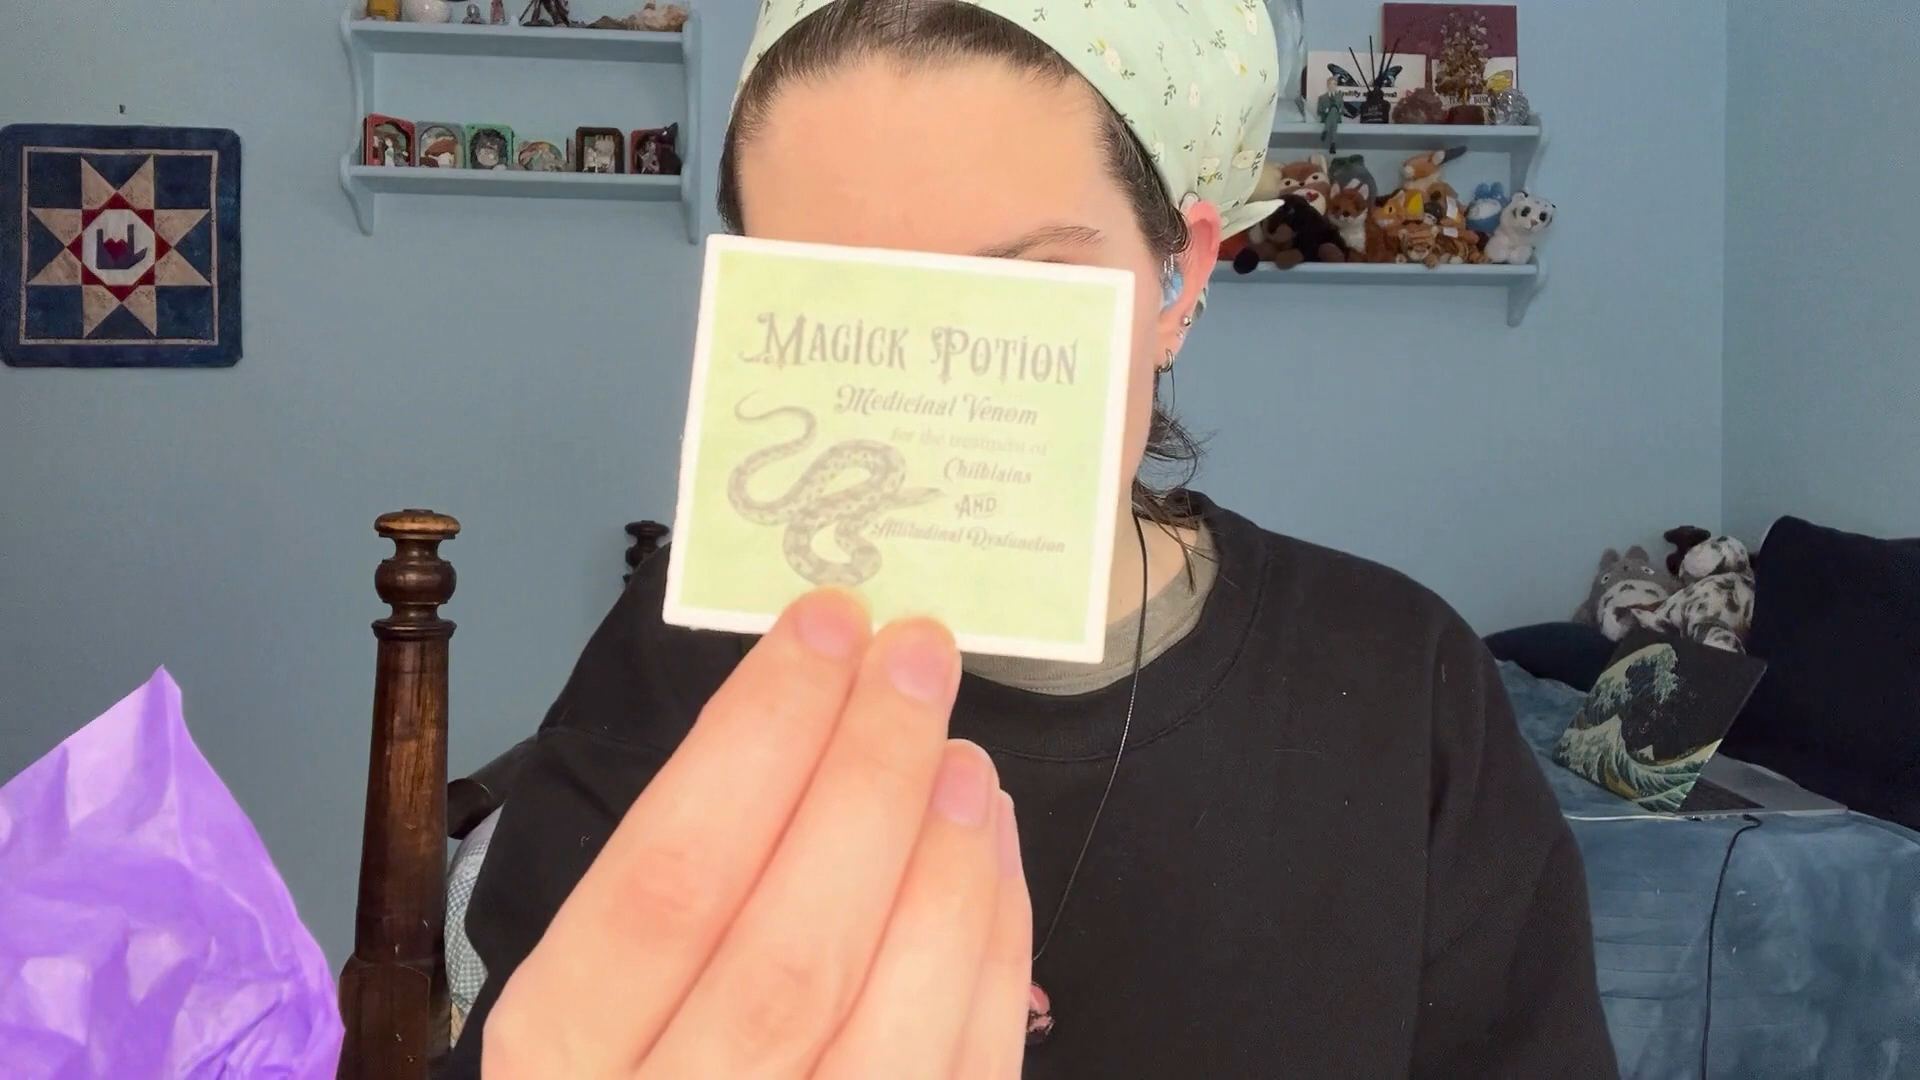 Magick Potion
Medicinal Venom
for the treatment of
Chilblains
AND
Attitudinal Dysfunction